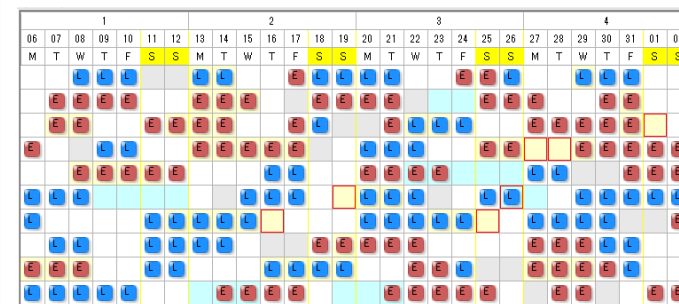 1 2 3 4
06 07 08 09 10 11 12 13 14 15 16 17 18 19 20 21 22 23 24 25 26 27 28 29 30 31 01
M T W T F S S M T W T F S S M T W T F S S M T W T F S S
L L L L L E L L L L E E L L L L
E E E E E E E E E E E E E E E E
E E E E E E E L E L L L E E E E E
E L L E E E E E L L L E E E E E E E
E E E E E L L E E E E L L E E E
L L L L L L L L L L L L L L L L
L L L L L L L L L L L L L L L E
L L L L L L E E E E E E E E L L
E E E L L L L L L E E L E E E E L
L L L L L E E E E E E E E E E E E E